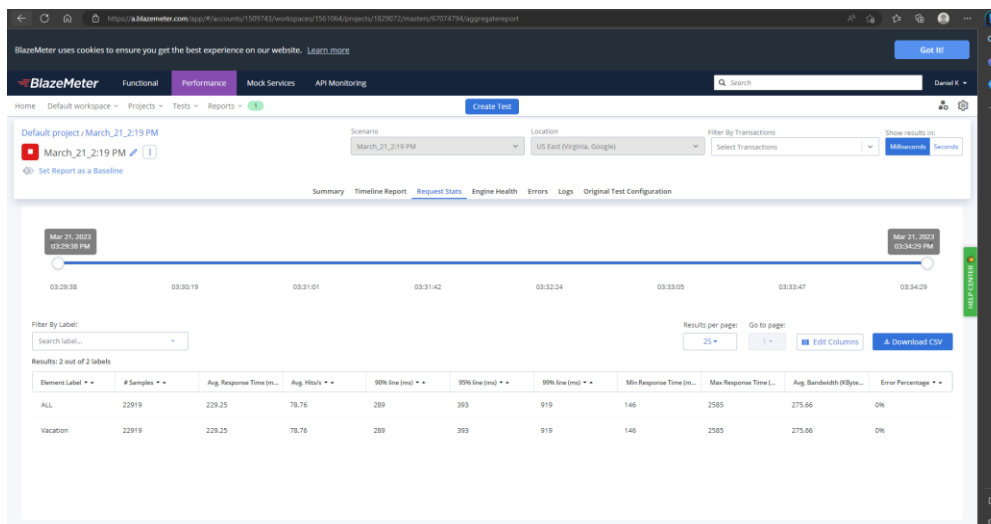 https://a.blazemeter.com/app/#/accounts/1509743/workspaces/1561064/projects/1829072/masters/67074794/aggregatereport
BlazeMeter uses cookies to ensure you get the best experience on our website. Learn more
Got It!
BlazeMeter Functional Performance Mock Services API Monitoring Search Daniel K
Home Default workspace Projects Tests Reports 1 Create Test
Default project / March_21_2:19 PM
March_21_2:19 PM
Set Report as a Baseline
Scenario Location Filter By Transactions Show results in:
March_21_2:19 PM US East (Virginia, Google) Select Transactions Milliseconds Seconds
Summary Timeline Report Request Stats Engine Health Errors Logs Original Test Configuration
Mar 21, 2023 Mar 21, 2023
03:29:38 PM 03:34:29 PM
03:29:38 03:30:19 03:31:01 03:31:42 03:32:24 03:33:05 03:33:47 03:34:29
HELP CENTER
Filter By Label: Results per page: Go to page:
Search label... 25 1 Edit Columns Download CSV
Results: 2 out of 2 labels
Element Label # Samples Avg. Response Time (m... Avg. Hits/s 90% line (ms) 95% line (ms) 99% line (ms) Min Response Time (m... Max Response Time (... Avg. Bandwidth (KByte... Error Percentage
ALL 22919 229.25 78.76 289 393 919 146 2585 275.66 0%
Vacation 22919 229.25 78.76 289 393 919 146 2585 275.66 0%